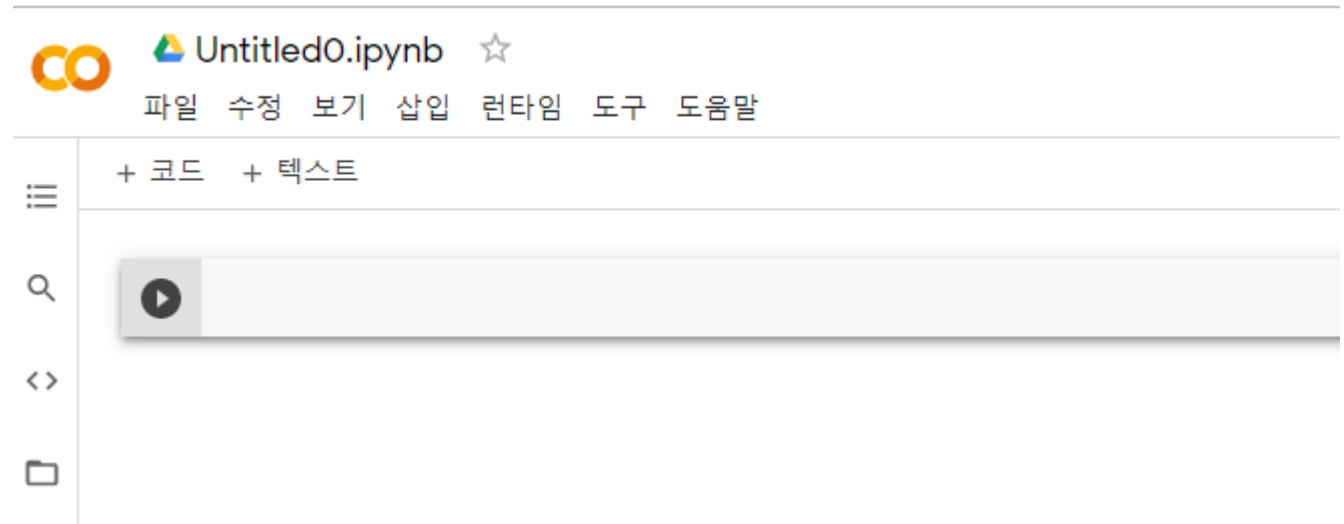 CO Untitled0.ipynb
파일 수정 보기 삽입 런타임 도구 도움말
+ 코드 + 텍스트